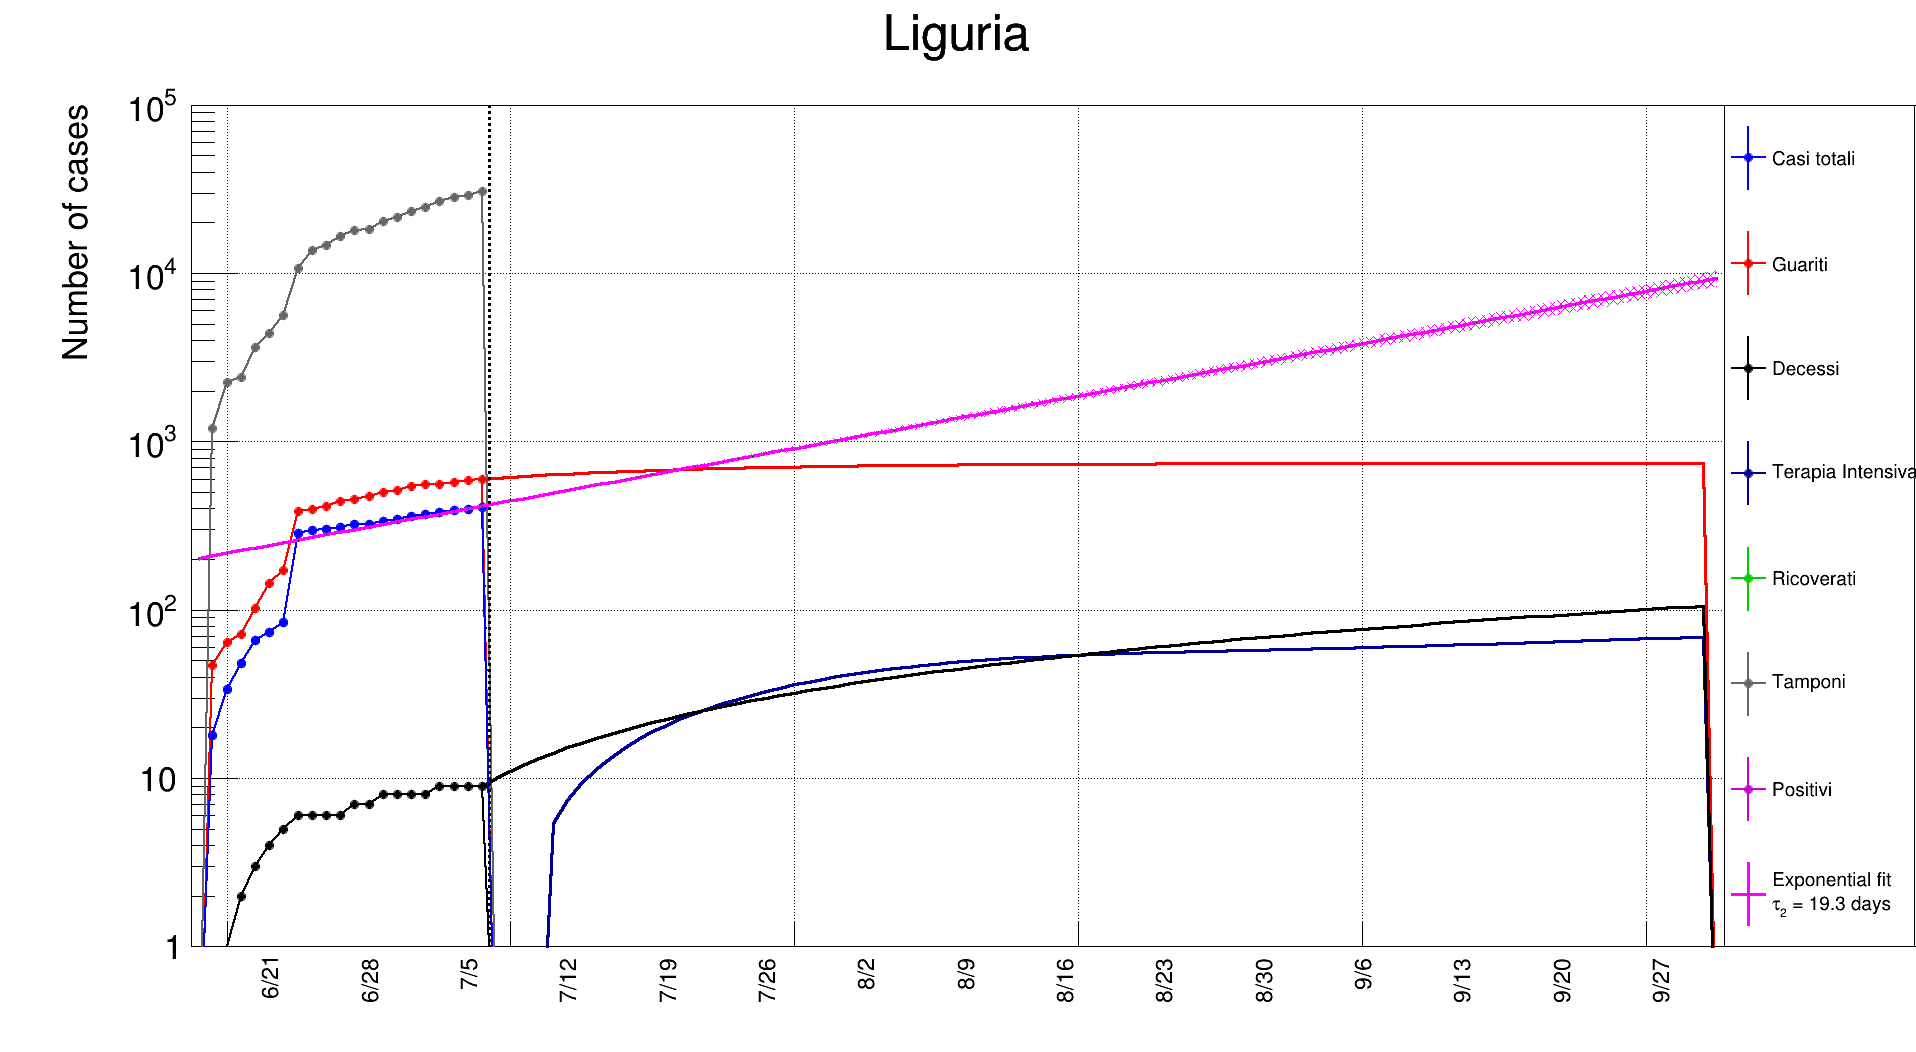 Liguria
Number of cases
10^5
10^4
10^3
10^2
10
1
6/21 6/28 7/5 7/12 7/19 7/26 8/2 8/9 8/16 8/23 8/30 9/6 9/13 9/20 9/27
Casi totali
Guariti
Decessi
Terapia Intensiva
Ricoverati
Tamponi
Positivi
Exponential fit
τ_2 = 19.3 days